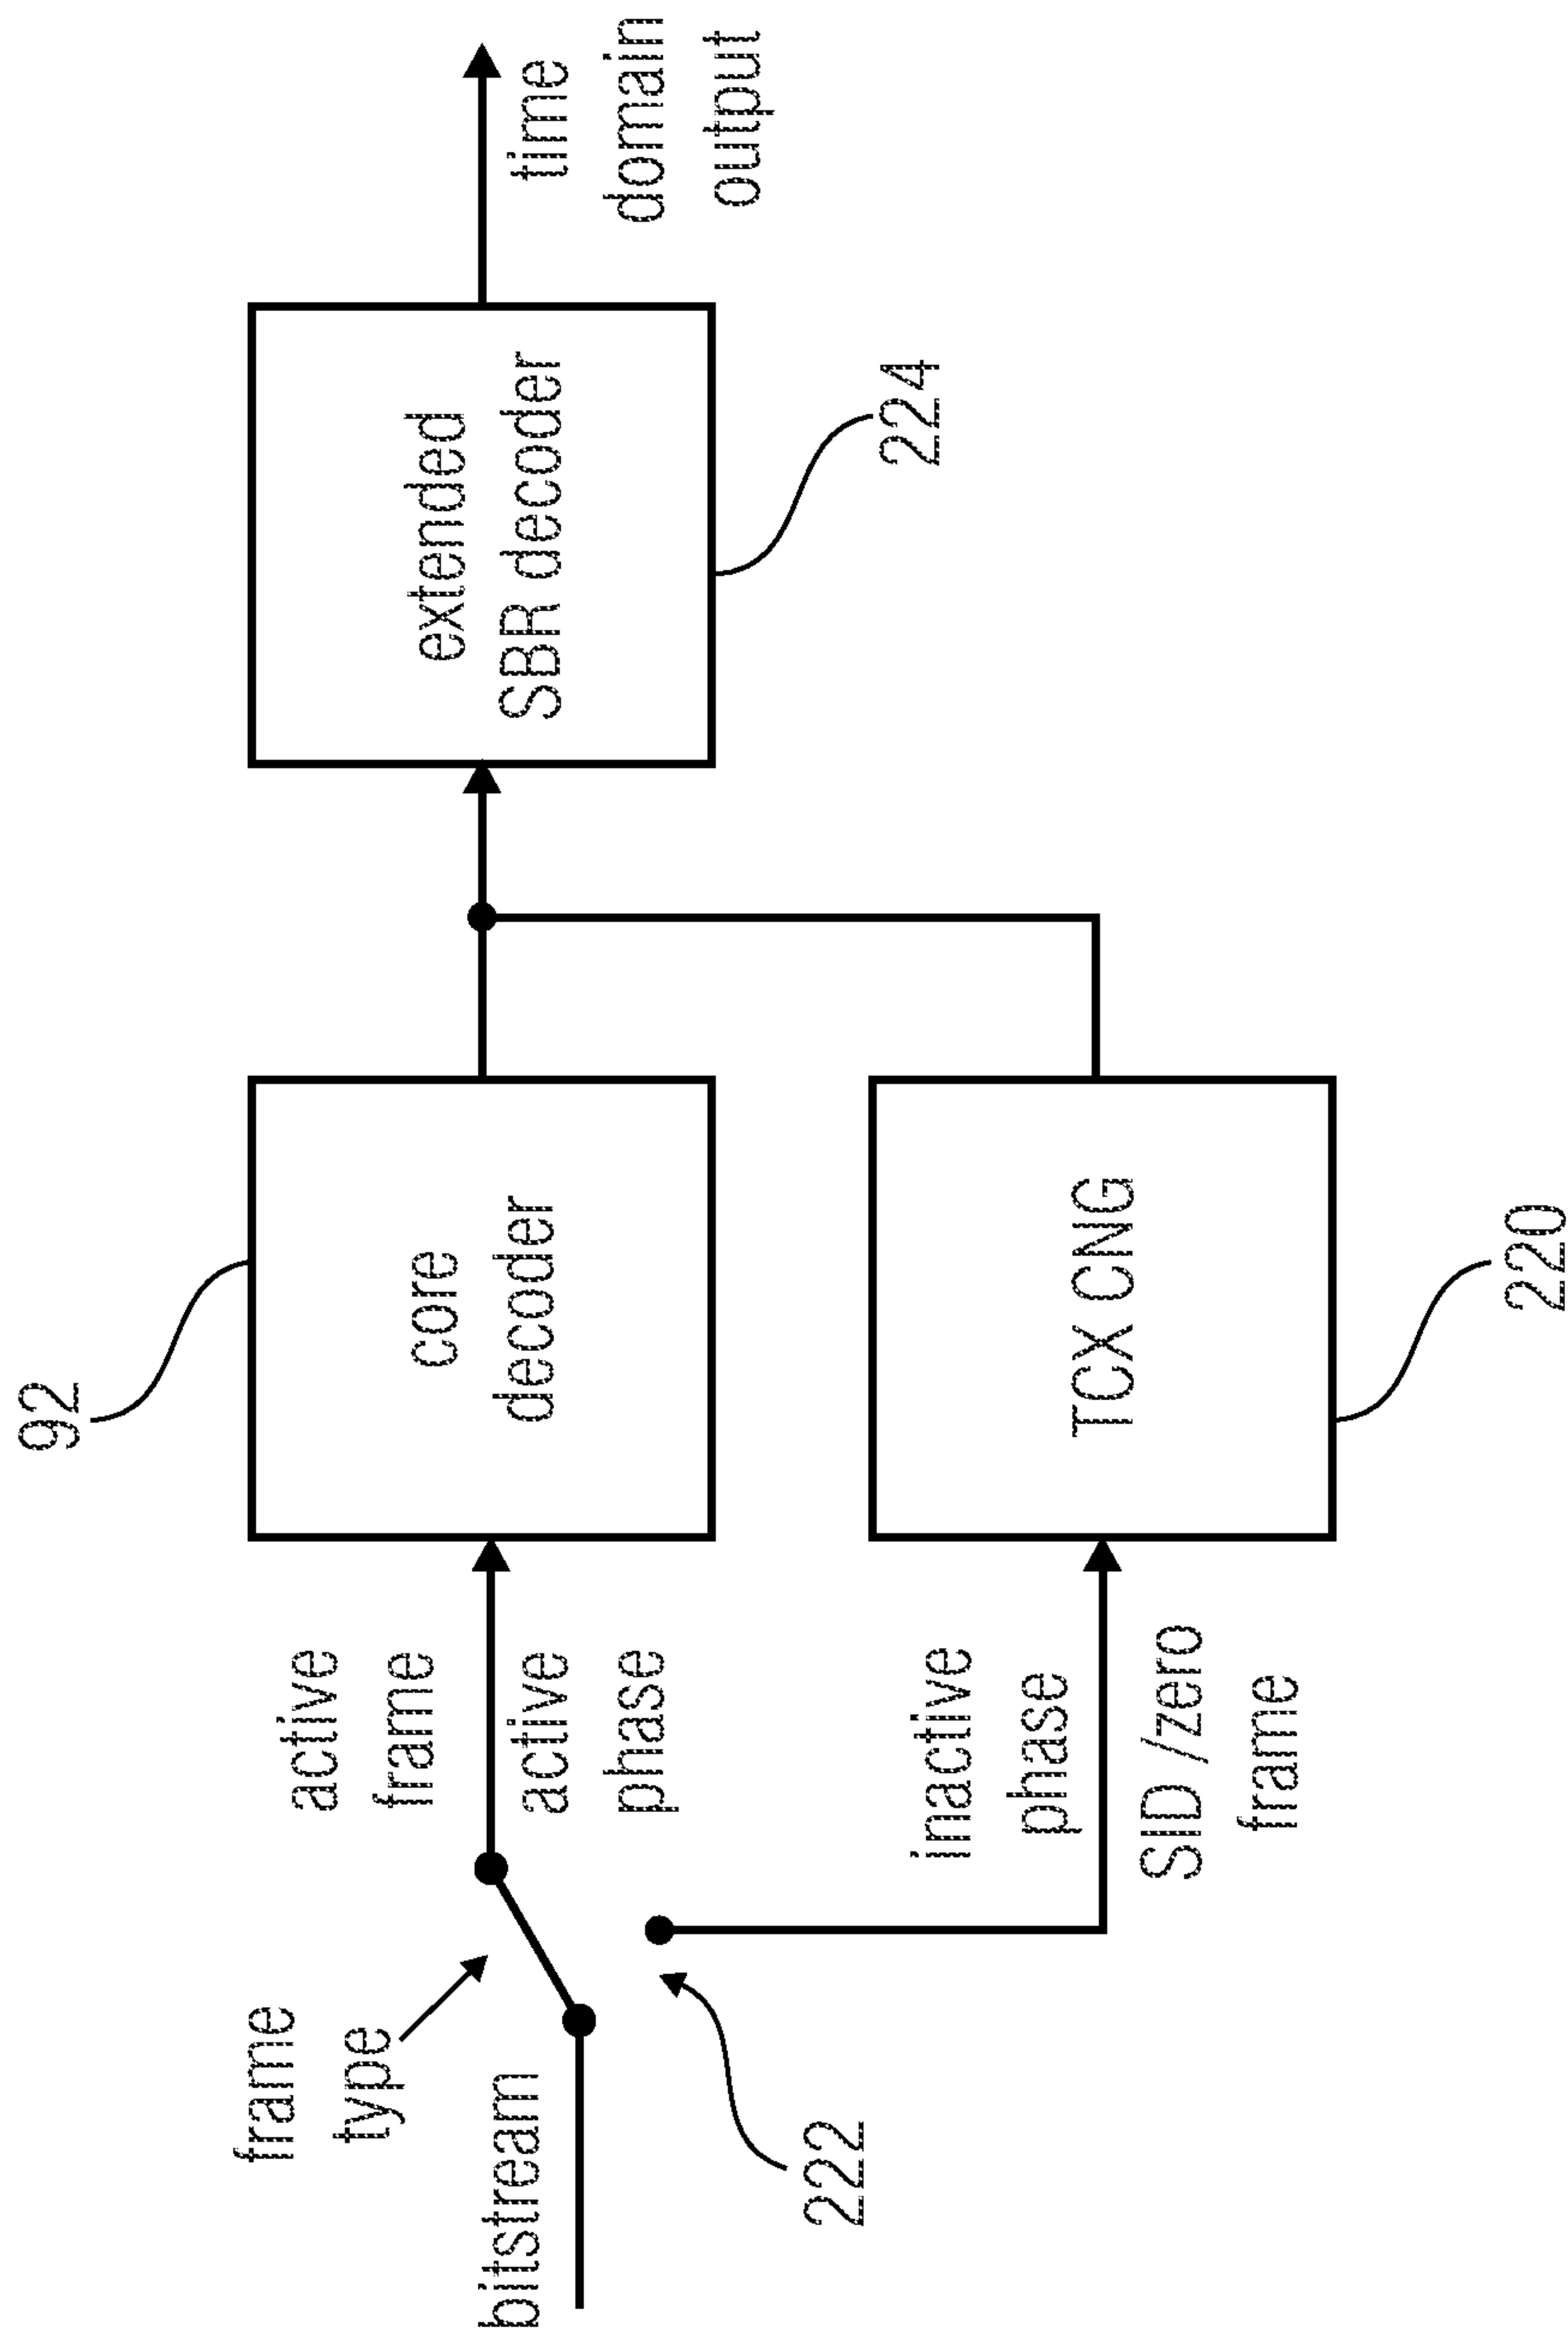 frame
type
bitstream
222
active
frame
active
phase
inactive
phase
SID /zero
frame
92
core
decoder
TCX CNG
220
extended
SBR decoder
224
time
domain
output